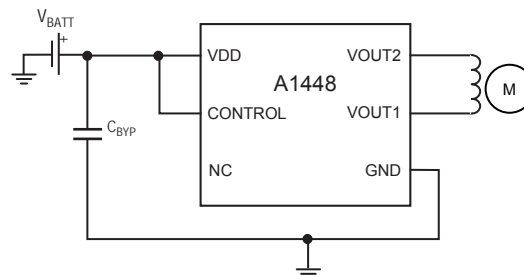 VBATT
+
VDD
VOUT2
A1448
M
CONTROL
VOUT1
CBYP
NC
GND